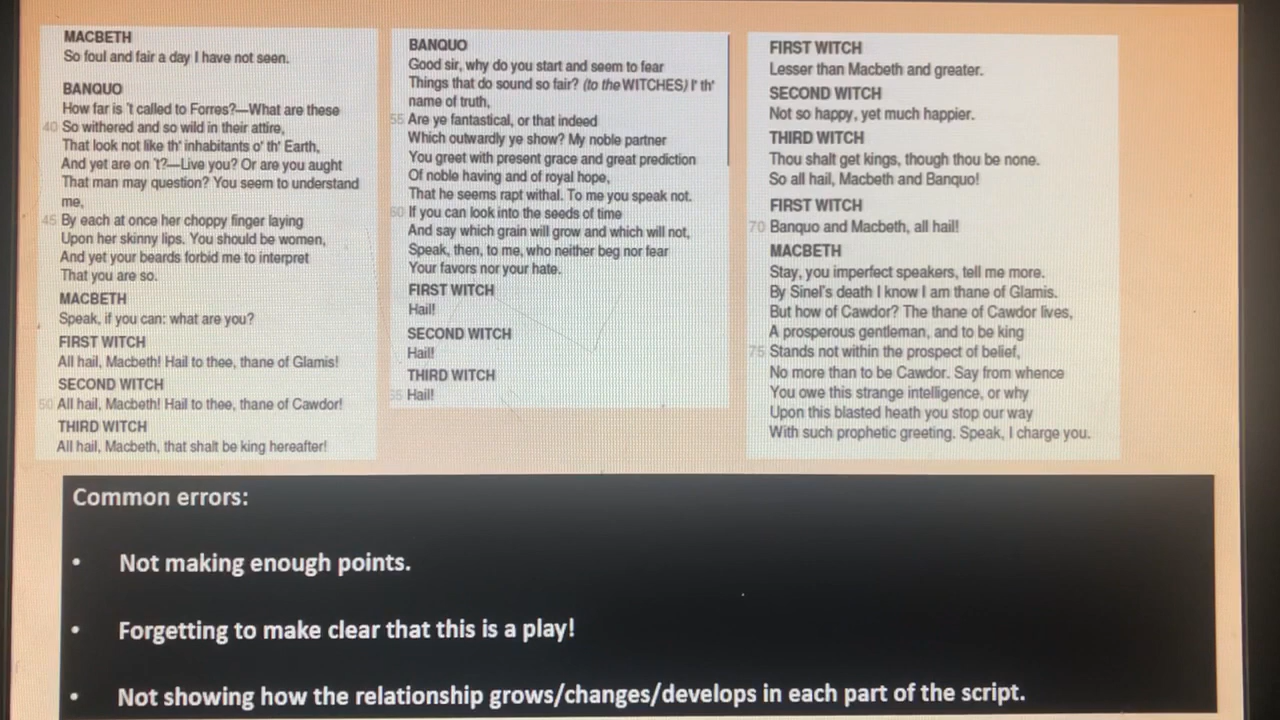 MACBETH
So foul and fair a day I have not seen.
BANQUO
How far is 't called to Forres?—What are these
40 So withered and so wild in their attire,
That look not like th' inhabitants o' th' Earth,
And yet are on 't?—Live you? Or are you aught
That man may question? You seem to understand
me,
45 By each at once her choppy finger laying
Upon her skinny lips. You should be women,
And yet your beards forbid me to interpret
That you are so.
MACBETH
Speak, if you can: what are you?
FIRST WITCH
All hail, Macbeth! Hail to thee, thane of Glamis!
SECOND WITCH
50 All hail, Macbeth! Hail to thee, thane of Cawdor!
THIRD WITCH
All hail, Macbeth, that shalt be king hereafter!
BANQUO
Good sir, why do you start and seem to fear
Things that do sound so fair? (to the WITCHES) I' th'
name of truth,
55 Are ye fantastical, or that indeed
Which outwardly ye show? My noble partner
You greet with present grace and great prediction
Of noble having and of royal hope,
That he seems rapt withal. To me you speak not.
60 If you can look into the seeds of time
And say which grain will grow and which will not,
Speak, then, to me, who neither beg nor fear
Your favors nor your hate.
FIRST WITCH
Hail!
SECOND WITCH
Hail!
THIRD WITCH
65 Hail!
FIRST WITCH
Lesser than Macbeth and greater.
SECOND WITCH
Not so happy, yet much happier.
THIRD WITCH
Thou shalt get kings, though thou be none.
So all hail, Macbeth and Banquo!
FIRST WITCH
70 Banquo and Macbeth, all hail!
MACBETH
Stay, you imperfect speakers, tell me more.
By Sinel's death I know I am thane of Glamis.
But how of Cawdor? The thane of Cawdor lives,
A prosperous gentleman, and to be king
75 Stands not within the prospect of belief,
No more than to be Cawdor. Say from whence
You owe this strange intelligence, or why
Upon this blasted heath you stop our way
With such prophetic greeting. Speak, I charge you.
Common errors:
• Not making enough points.
• Forgetting to make clear that this is a play!
• Not showing how the relationship grows/changes/develops in each part of the script.